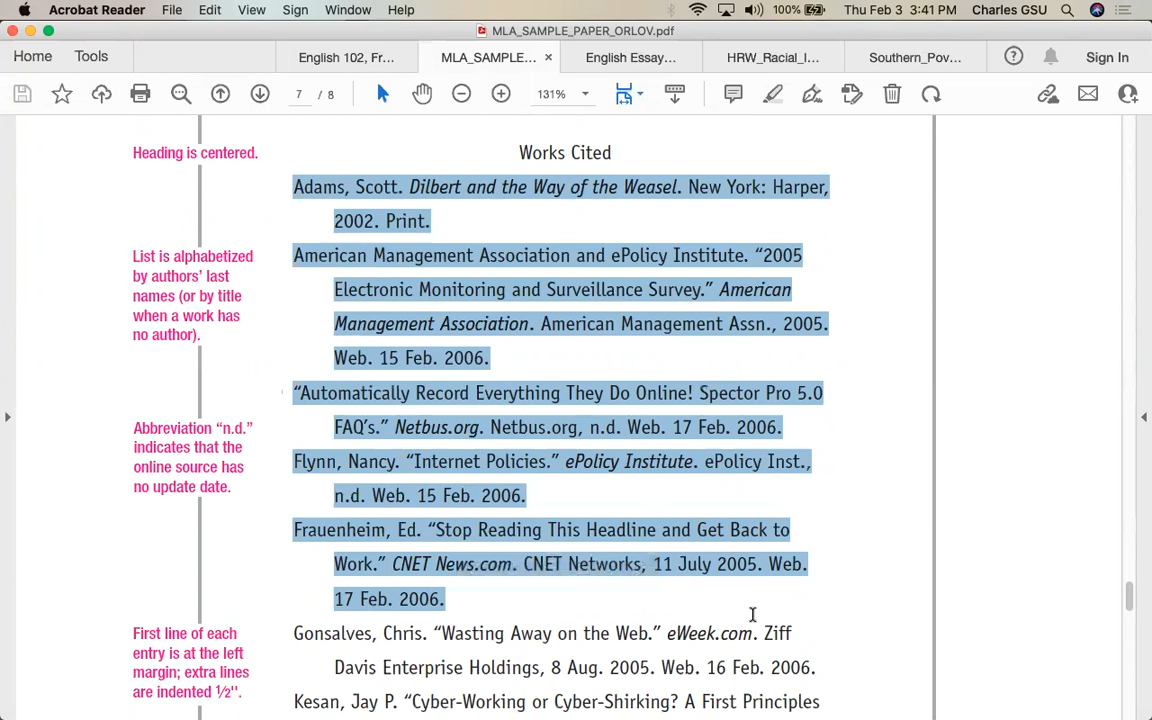 Acrobat Reader File Edit View Sign Window Help 100% Thu Feb 3 3:41 PM Charles GSU
MLA_SAMPLE_PAPER_ORLOV.pdf
Home Tools English 102, Fr... MLA_SAMPLE... × English Essay... HRW_Racial_I... Southern_Pov... Sign In
7 / 8 131%
Heading is centered.
Works Cited
Adams, Scott. Dilbert and the Way of the Weasel. New York: Harper,
2002. Print.
List is alphabetized
by authors’ last
names (or by title
when a work has
no author).
American Management Association and ePolicy Institute. “2005
Electronic Monitoring and Surveillance Survey.” American
Management Association. American Management Assn., 2005.
Web. 15 Feb. 2006.
“Automatically Record Everything They Do Online! Spector Pro 5.0
FAQ’s.” Netbus.org. Netbus.org, n.d. Web. 17 Feb. 2006.
Abbreviation “n.d.”
indicates that the
online source has
no update date.
Flynn, Nancy. “Internet Policies.” ePolicy Institute. ePolicy Inst.,
n.d. Web. 15 Feb. 2006.
Frauenheim, Ed. “Stop Reading This Headline and Get Back to
Work.” CNET News.com. CNET Networks, 11 July 2005. Web.
17 Feb. 2006.
First line of each
entry is at the left
margin; extra lines
are indented ½".
Gonsalves, Chris. “Wasting Away on the Web.” eWeek.com. Ziff
Davis Enterprise Holdings, 8 Aug. 2005. Web. 16 Feb. 2006.
Kesan, Jay P. “Cyber-Working or Cyber-Shirking? A First Principles